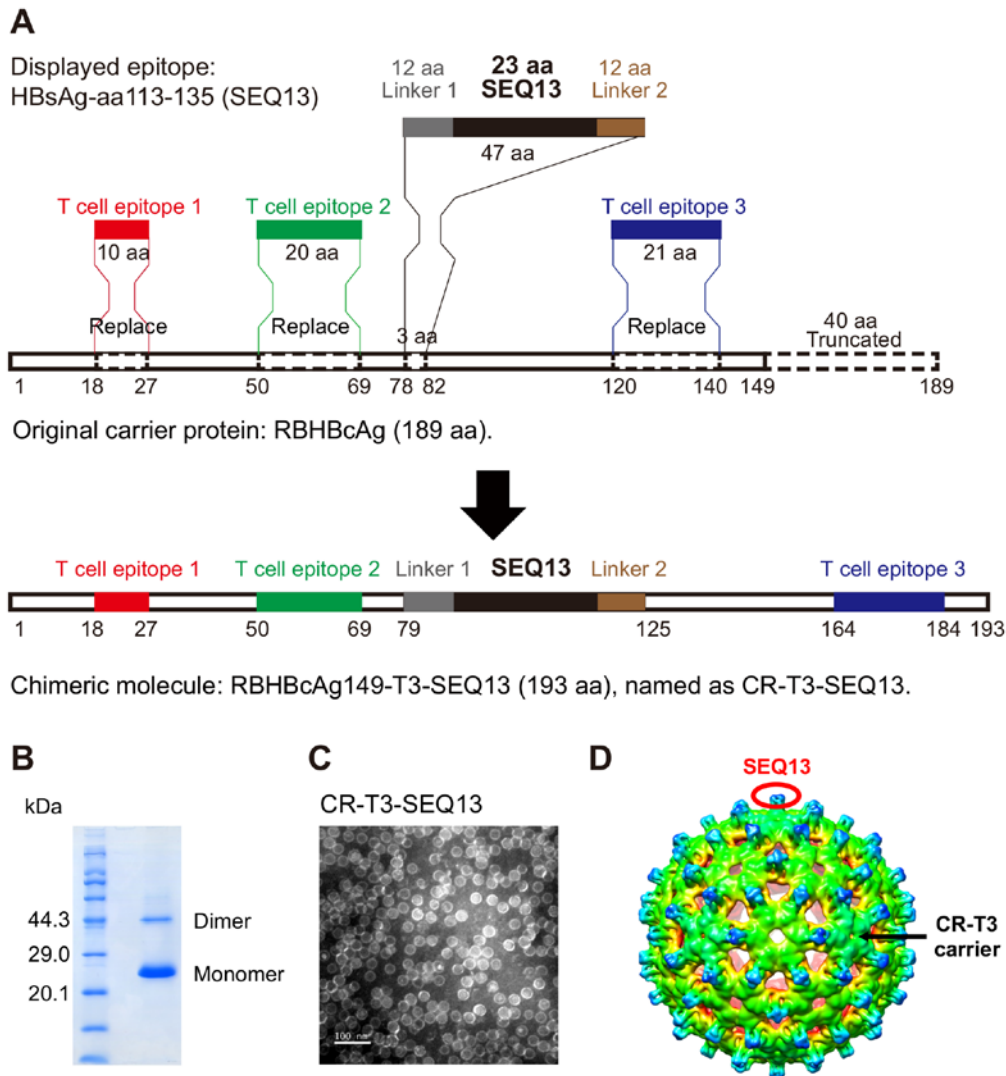 A
Displayed epitope:
HBsAg-aa113-135 (SEQ13)
12 aa
Linker 1
23 aa
SEQ13
12 aa
Linker 2
47 aa
T cell epitope 1
T cell epitope 2
T cell epitope 3
10 aa
20 aa
21 aa
Replace
Replace
3 aa
Replace
40 aa
Truncated
1 18 27 50 69 78 82 120 140 149 189
Original carrier protein: RBHBcAg (189 aa).
T cell epitope 1 T cell epitope 2 Linker 1 SEQ13 Linker 2 T cell epitope 3
1 18 27 50 69 79 125 164 184 193
Chimeric molecule: RBHBcAg149-T3-SEQ13 (193 aa), named as CR-T3-SEQ13.
B
kDa
44.3
29.0
20.1
Dimer
Monomer
C
CR-T3-SEQ13
100 nm
D
SEQ13
CR-T3
carrier